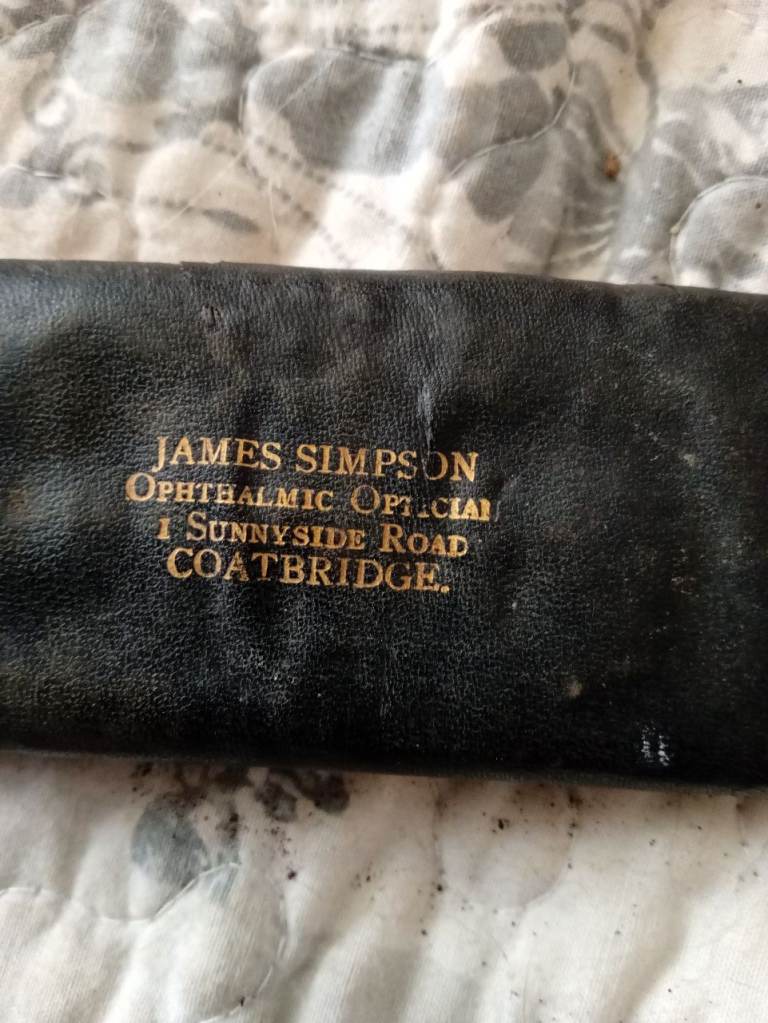 JAMES SIMPSON
OPHTHALMIC OPTICIAN
1 SUNNYSIDE ROAD
COATBRIDGE.